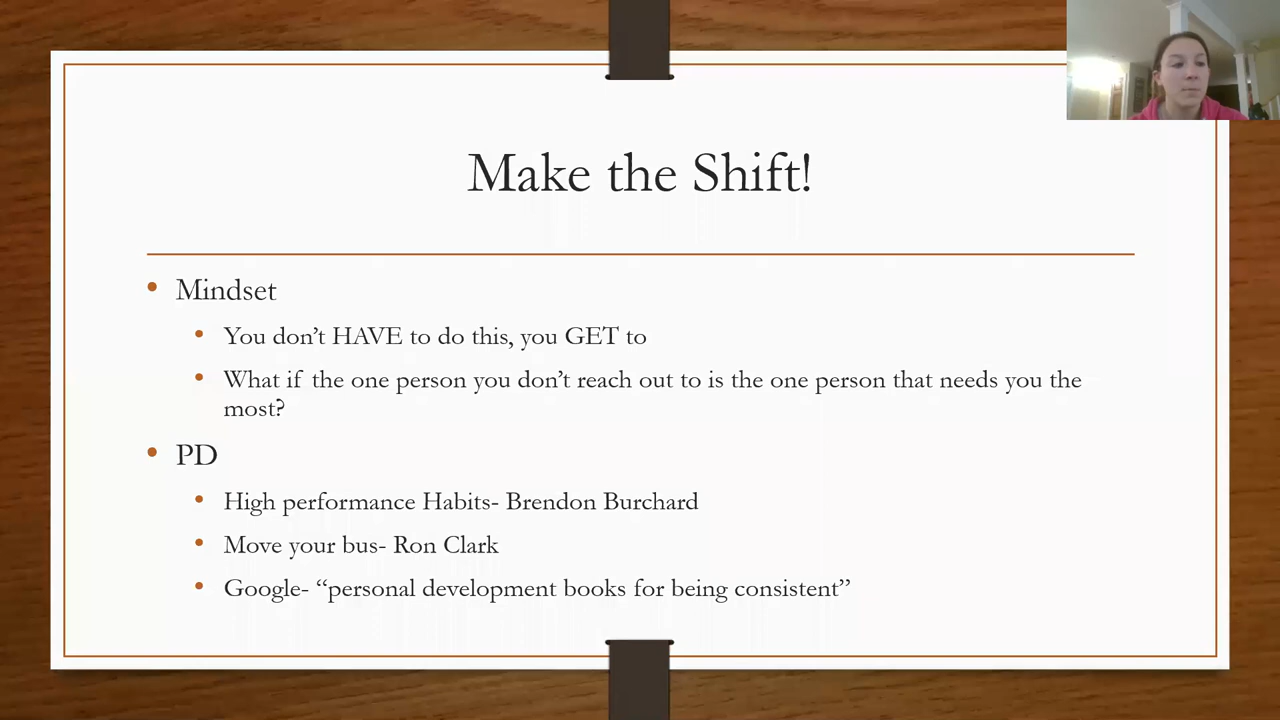 Make the Shift!
• Mindset
• You don’t HAVE to do this, you GET to
• What if the one person you don’t reach out to is the one person that needs you the
most?
• PD
• High performance Habits- Brendon Burchard
• Move your bus- Ron Clark
• Google- “personal development books for being consistent”